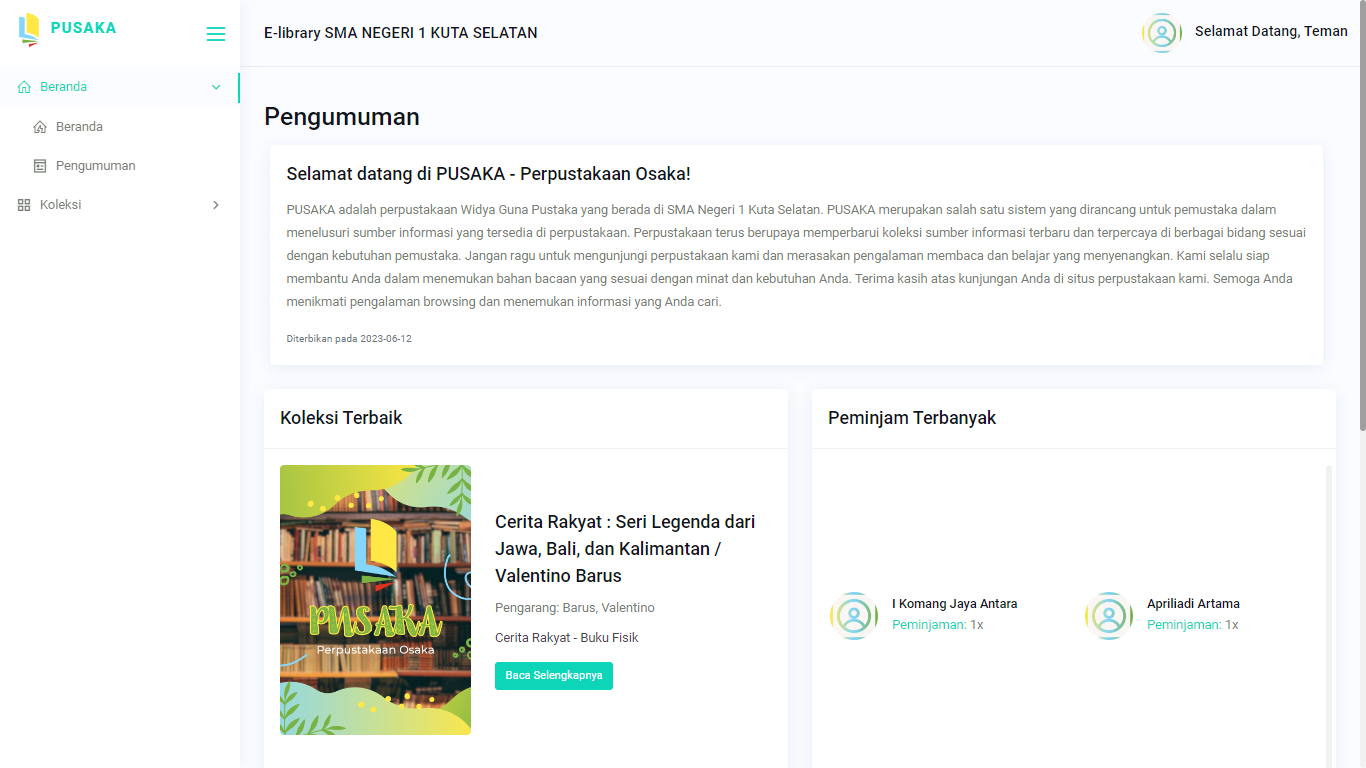 PUSAKA
E-library SMA NEGERI 1 KUTA SELATAN
Selamat Datang, Teman
Beranda
Beranda
Pengumuman
Koleksi
Pengumuman
Selamat datang di PUSAKA - Perpustakaan Osaka!
PUSAKA adalah perpustakaan Widya Guna Pustaka yang berada di SMA Negeri 1 Kuta Selatan. PUSAKA merupakan salah satu sistem yang dirancang untuk pemustaka dalam
menelusuri sumber informasi yang tersedia di perpustakaan. Perpustakaan terus berupaya memperbarui koleksi sumber informasi terbaru dan terpercaya di berbagai bidang sesuai
dengan kebutuhan pemustaka. Jangan ragu untuk mengunjungi perpustakaan kami dan merasakan pengalaman membaca dan belajar yang menyenangkan. Kami selalu siap
membantu Anda dalam menemukan bahan bacaan yang sesuai dengan minat dan kebutuhan Anda. Terima kasih atas kunjungan Anda di situs perpustakaan kami. Semoga Anda
menikmati pengalaman browsing dan menemukan informasi yang Anda cari.
Diterbikan pada 2023-06-12
Koleksi Terbaik
PUSAKA
Perpustakaan Osaka
Cerita Rakyat : Seri Legenda dari
Jawa, Bali, dan Kalimantan /
Valentino Barus
Pengarang: Barus, Valentino
Cerita Rakyat - Buku Fisik
Baca Selengkapnya
Peminjam Terbanyak
I Komang Jaya Antara
Peminjaman: 1x
Apriliadi Artama
Peminjaman: 1x